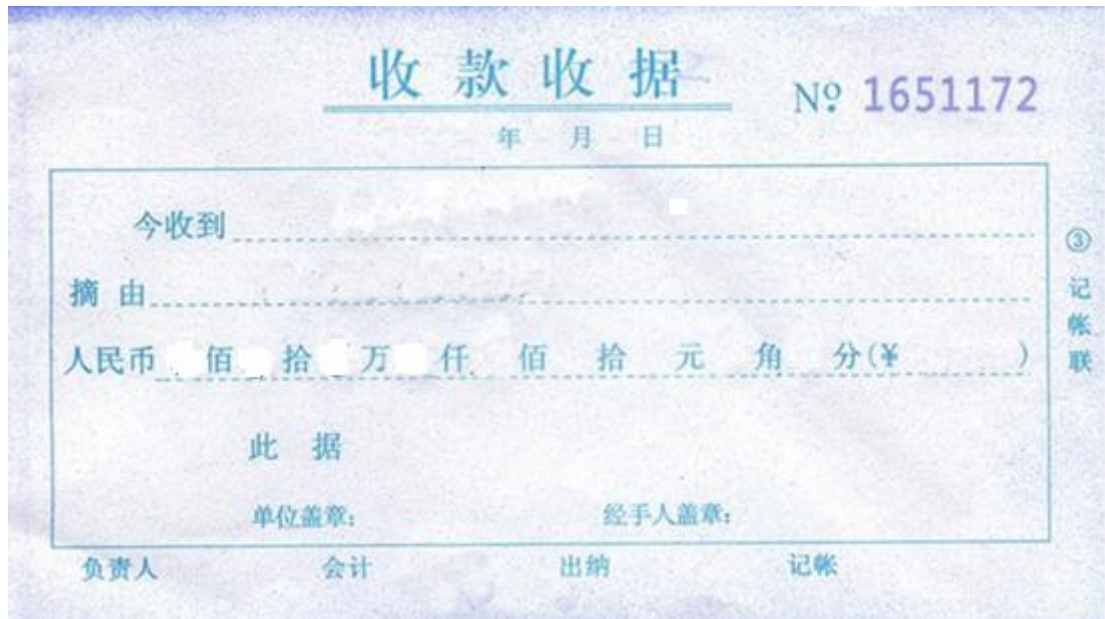 收款收据
№ 1651172
年 月 日
今收到
摘由
人民币 佰 拾 万 仟 佰 拾 元 角 分(¥ )
此据
单位盖章: 经手人盖章:
负责人 会计 出纳 记帐
③记帐联